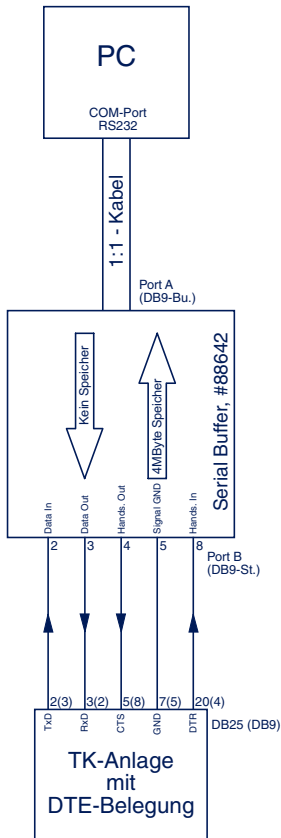 PC
COM-Port
RS232
1:1 - Kabel
Port A
(DB9-Bu.)
Kein Speicher
4MByte Speicher
Serial Buffer, #88642
Data In
Data Out
Hands. Out
Signal GND
Hands. In
2 3 4 5 8
Port B
(DB9-St.)
2(3) 3(2) 5(8) 7(5) 20(4)
TxD
RxD
CTS
GND
DTR
DB25 (DB9)
TK-Anlage
mit
DTE-Belegung